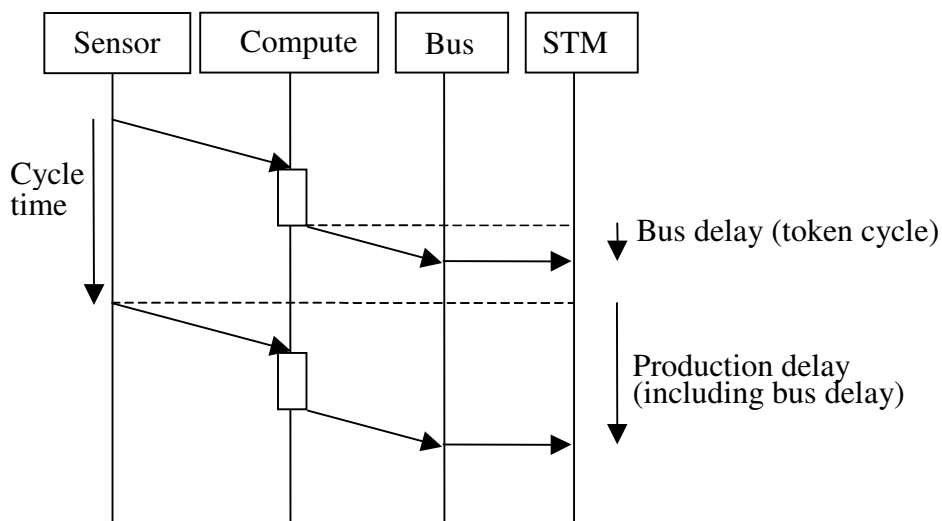 Sensor
Compute
Bus
STM
Cycle
time
Bus delay (token cycle)
Production delay
(including bus delay)